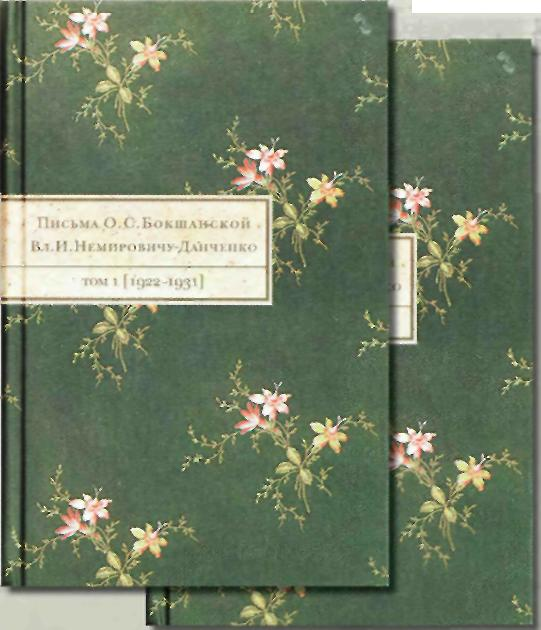 Письма О.С.Бокшанской
Вл.И.Немировичу-Данченко
том 1 [1922-1931]